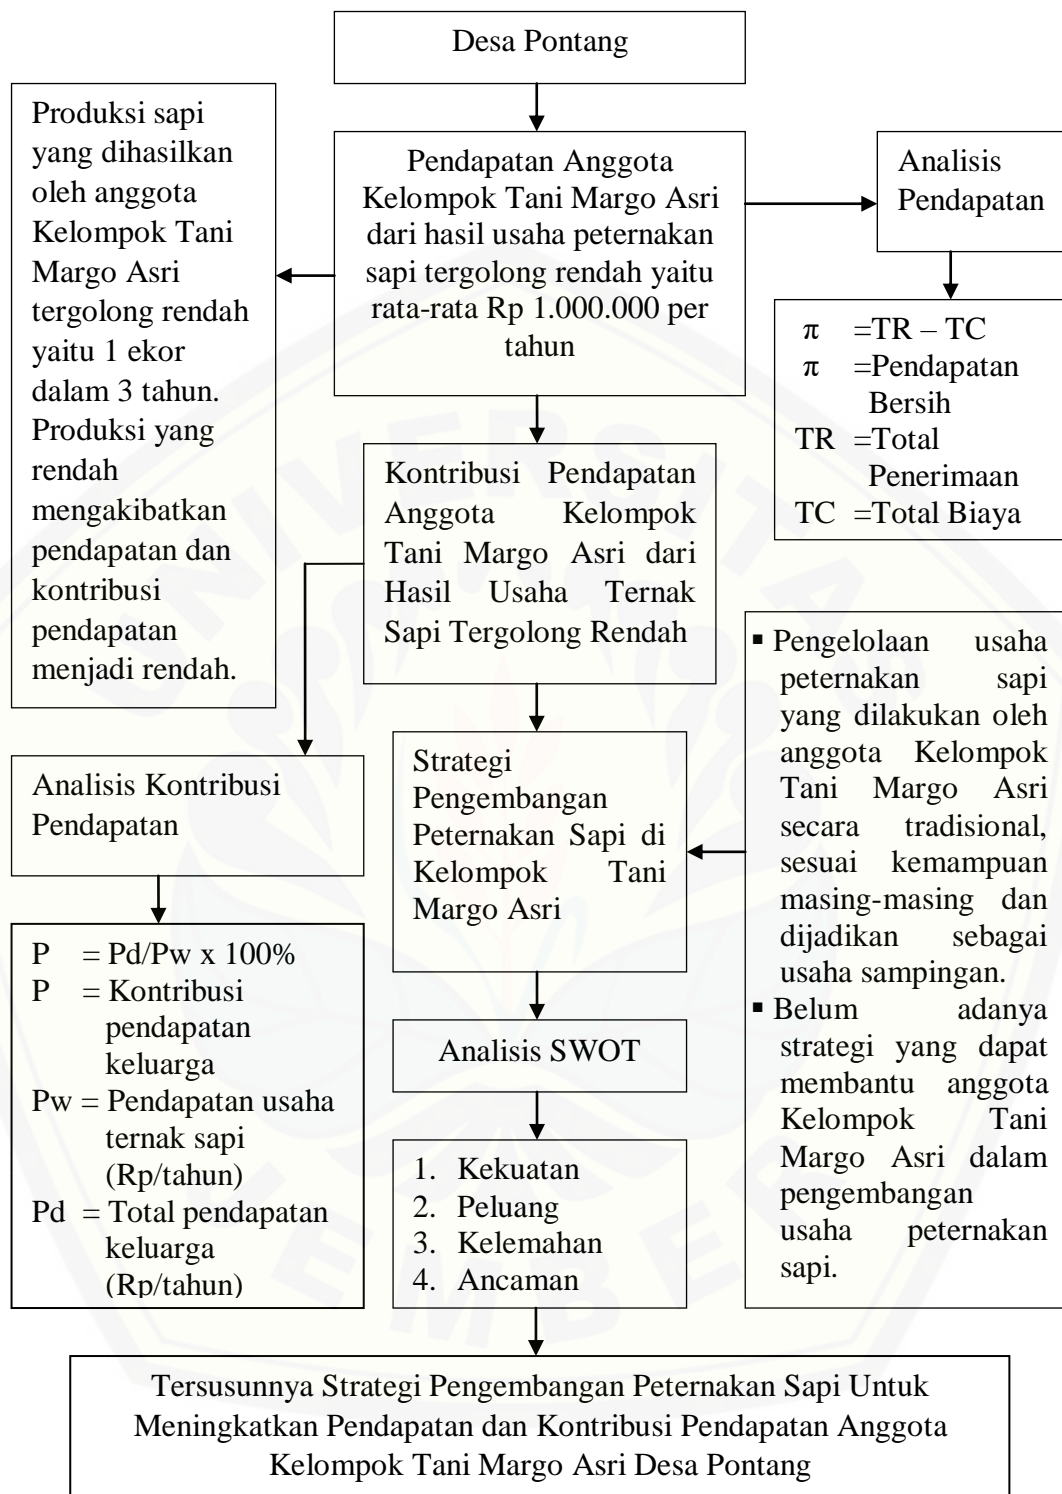 Desa Pontang
Produksi sapi
yang dihasilkan
oleh anggota
Kelompok Tani
Margo Asri
tergolong rendah
yaitu 1 ekor
dalam 3 tahun.
Produksi yang
rendah
mengakibatkan
pendapatan dan
kontribusi
pendapatan
menjadi rendah.
Pendapatan Anggota
Kelompok Tani Margo Asri
dari hasil usaha peternakan
sapi tergolong rendah yaitu
rata-rata Rp 1.000.000 per
tahun
Analisis
Pendapatan
π =TR – TC
π =Pendapatan
Bersih
TR =Total
Penerimaan
TC =Total Biaya
Kontribusi Pendapatan
Anggota Kelompok
Tani Margo Asri dari
Hasil Usaha Ternak
Sapi Tergolong Rendah
Analisis Kontribusi
Pendapatan
P = Pd/Pw x 100%
P = Kontribusi
pendapatan
keluarga
Pw = Pendapatan usaha
ternak sapi
(Rp/tahun)
Pd = Total pendapatan
keluarga
(Rp/tahun)
Strategi
Pengembangan
Peternakan Sapi di
Kelompok Tani
Margo Asri
▪ Pengelolaan usaha
peternakan sapi
yang dilakukan oleh
anggota Kelompok
Tani Margo Asri
secara tradisional,
sesuai kemampuan
masing-masing dan
dijadikan sebagai
usaha sampingan.
▪ Belum adanya
strategi yang dapat
membantu anggota
Kelompok Tani
Margo Asri dalam
pengembangan
usaha peternakan
sapi.
Analisis SWOT
1. Kekuatan
2. Peluang
3. Kelemahan
4. Ancaman
Tersusunnya Strategi Pengembangan Peternakan Sapi Untuk
Meningkatkan Pendapatan dan Kontribusi Pendapatan Anggota
Kelompok Tani Margo Asri Desa Pontang
UNIVERSITAS
JEMBER